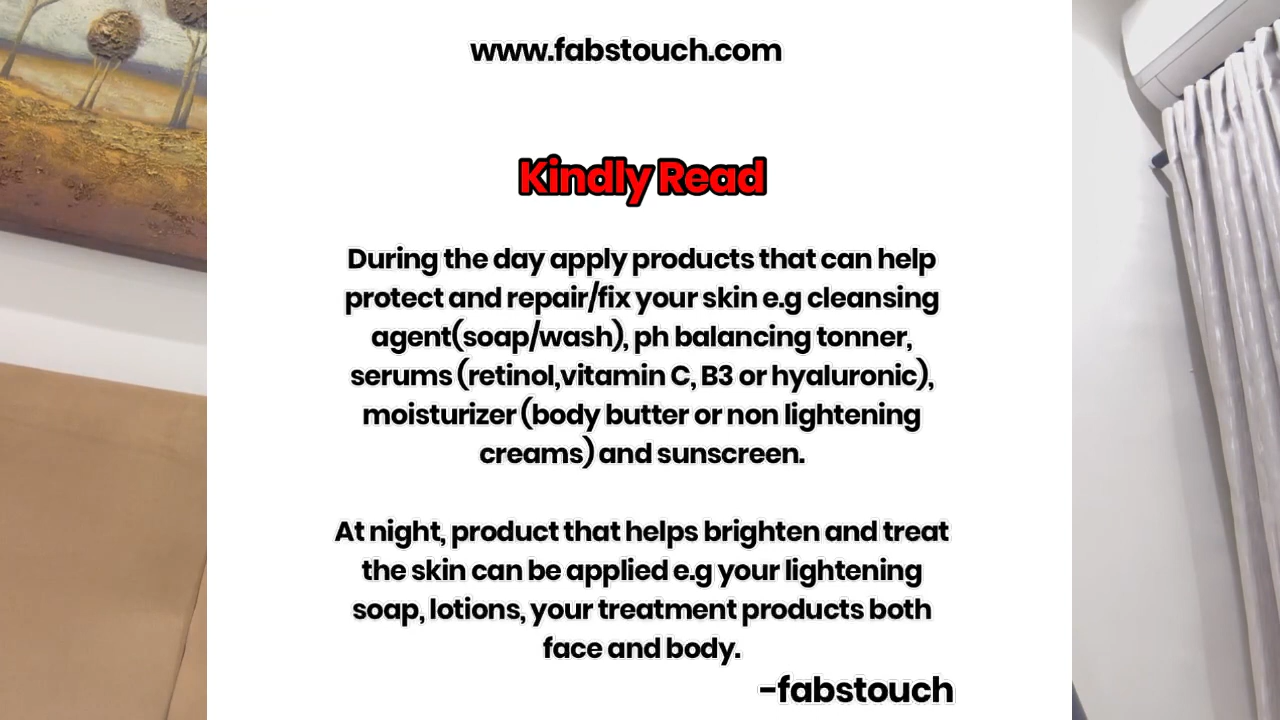 www.fabstouch.com
Kindly Read
During the day apply products that can help
protect and repair/fix your skin e.g cleansing
agent(soap/wash), ph balancing tonner,
serums (retinol,vitamin C, B3 or hyaluronic),
moisturizer (body butter or non lightening
creams) and sunscreen.
At night, product that helps brighten and treat
the skin can be applied e.g your lightening
soap, lotions, your treatment products both
face and body.
-fabstouch